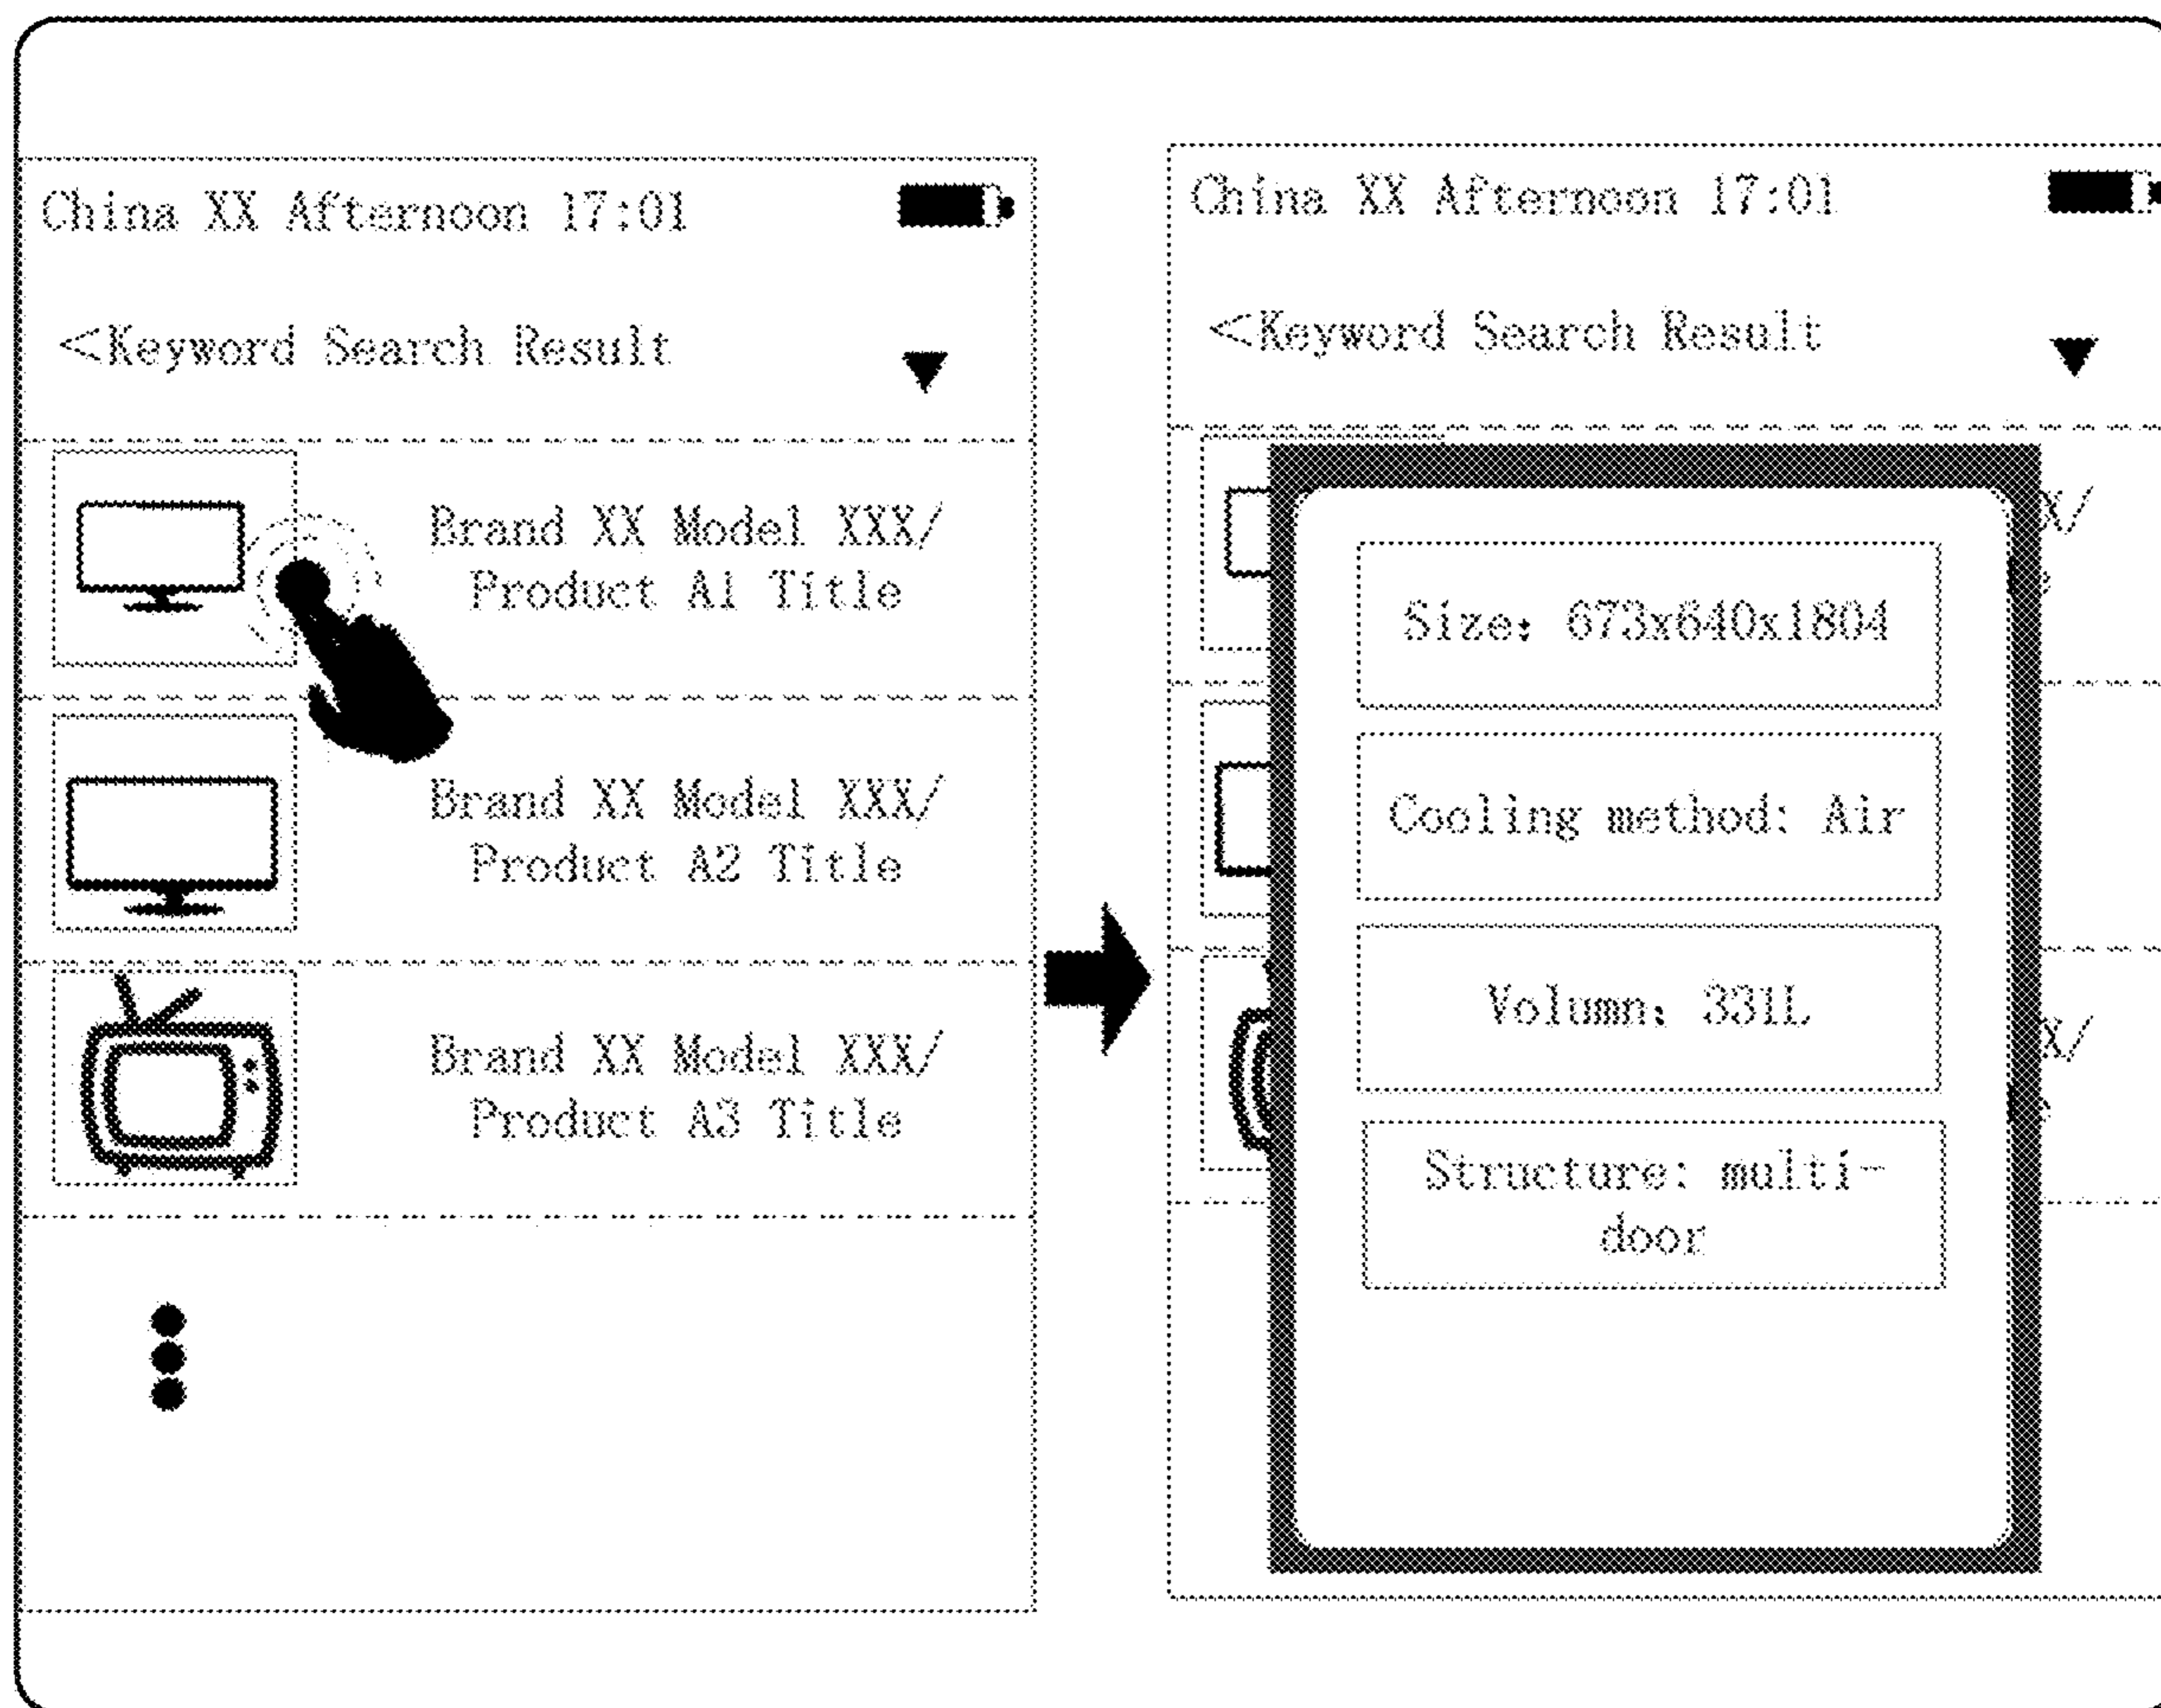 China XX Afternoon 17:01
<Keyword Search Result
Brand XX Model XXX/
Product A1 Title
Brand XX Model XXX/
Product A2 Title
Brand XX Model XXX/
Product A3 Title
China XX Afternoon 17:01
<Keyword Search Result
X/
Size: 673x640x1804
Cooling method: Air
Volumn: 331L
X/
Structure: multi-
door